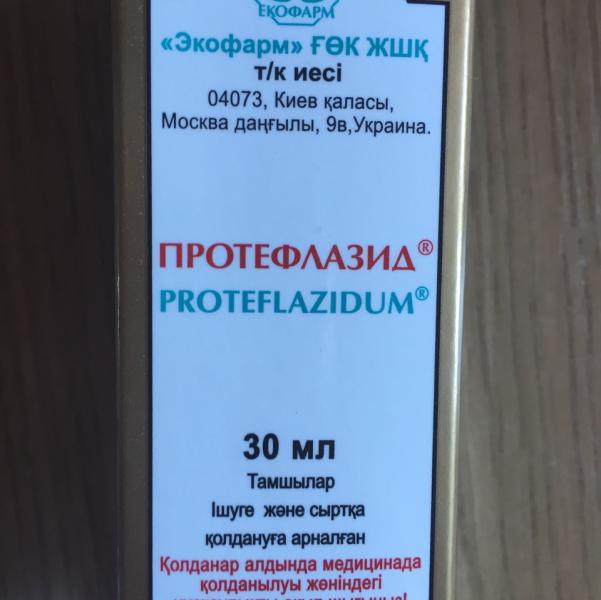 ЕКОФАРМ
«Экофарм» ҒӨК ЖШҚ
т/к иесі
04073, Киев қаласы,
Москва даңғылы, 9в,Украина.
ПРОТЕФЛАЗИД®
PROTEFLAZIDUM®
30 мл
Тамшылар
Ішуге және сыртқа
қолдануға арналған
Қолданар алдында медицинада
қолданылуы жөніндегі